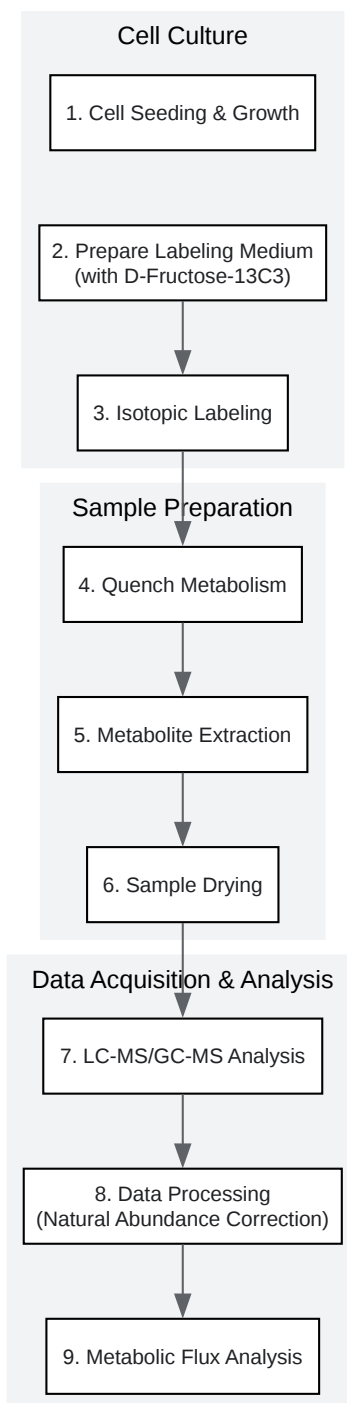 Cell Culture
1. Cell Seeding & Growth
2. Prepare Labeling Medium
(with D-Fructose-13C3)
3. Isotopic Labeling
Sample Preparation
4. Quench Metabolism
5. Metabolite Extraction
6. Sample Drying
Data Acquisition & Analysis
7. LC-MS/GC-MS Analysis
8. Data Processing
(Natural Abundance Correction)
9. Metabolic Flux Analysis